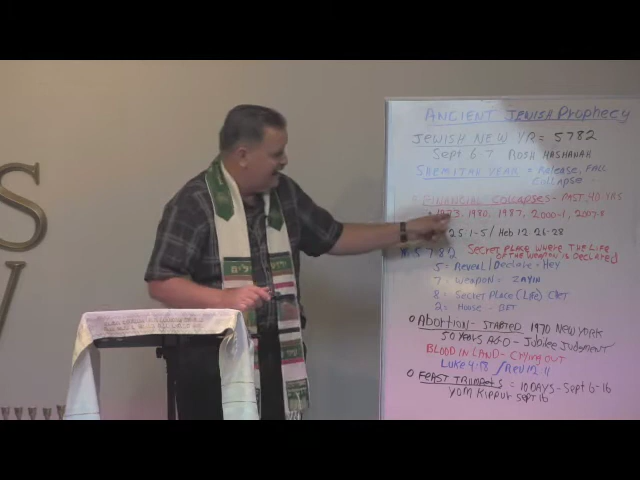 S
ANCIENT JEWISH PROPHECY
JEWISH NEW YR = 5782
Sept 6-7 ROSH HASHANAH
SHEMITAH YEAR = Release, FALL
COLLAPSE
FINANCIAL COLLAPSES - PAST 40 YRS
1973. 1980. 1987, 2000-1, 2007-8
25:1-5 / Heb 12 26-28
5782 SECRET PLACE WHERE THE LIFE
OF THE WEAPON IS DECLARED
5 = REVEAL/DECLARE - HEY
7 = WEAPON = ZAYIN
8 = SECRET PLACE (LIFE) CHET
2 = HOUSE - BET
O Abortion - STARTED 1970 NEW YORK
50 YEARS AGO - Jubilee JUDGMENT
BLOOD IN LAND - CRYING OUT
Luke 4:18 / Rev 12:11
O FEAST TRUMPETS = 10 DAYS - Sept 6-16
YOM KIPPUR SEPT 16